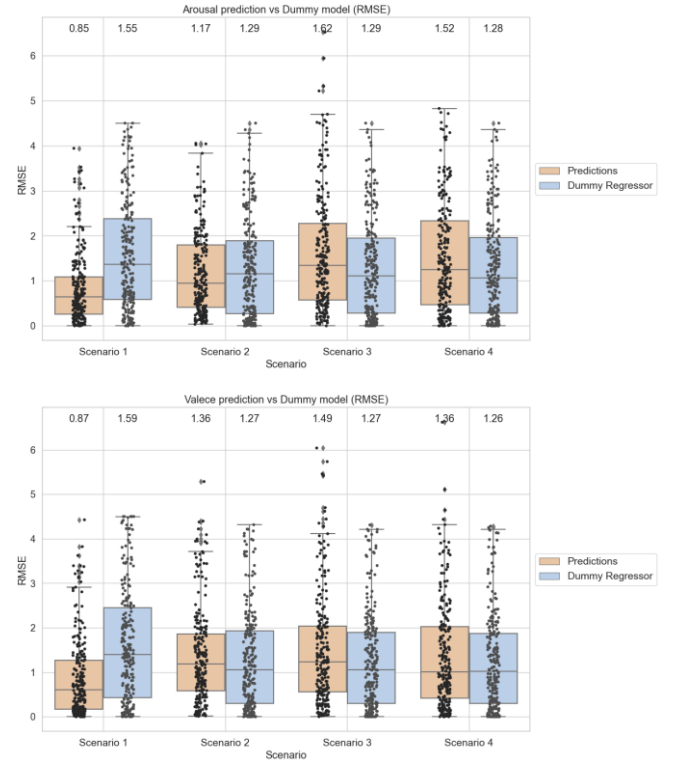 Arousal prediction vs Dummy model (RMSE)
0.85 1.55 1.17 1.29 1.62 1.29 1.52 1.28
6
5
4
3
2
1
0
RMSE
Scenario 1 Scenario 2 Scenario 3 Scenario 4
Scenario
Predictions
Dummy Regressor
Valece prediction vs Dummy model (RMSE)
0.87 1.59 1.36 1.27 1.49 1.27 1.36 1.26
6
5
4
3
2
1
0
RMSE
Scenario 1 Scenario 2 Scenario 3 Scenario 4
Scenario
Predictions
Dummy Regressor